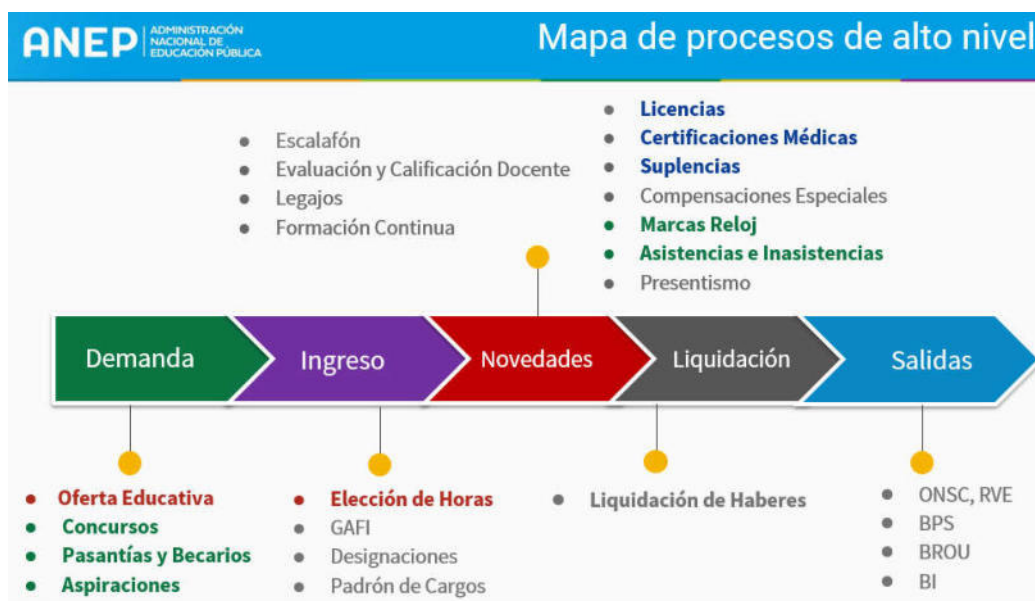 ANEP
ADMINISTRACIÓN
NACIONAL DE
EDUCACIÓN PÚBLICA
Mapa de procesos de alto nivel
Escalafón
Evaluación y Calificación Docente
Legajos
Formación Continua
Licencias
Certificaciones Médicas
Suplencias
Compensaciones Especiales
Marcas Reloj
Asistencias e Inasistencias
Presentismo
Demanda
Ingreso
Novedades
Liquidación
Salidas
Oferta Educativa
Concursos
Pasantías y Becarios
Aspiraciones
Elección de Horas
GAFI
Designaciones
Padrón de Cargos
Liquidación de Haberes
ONSC, RVE
BPS
BROU
BI